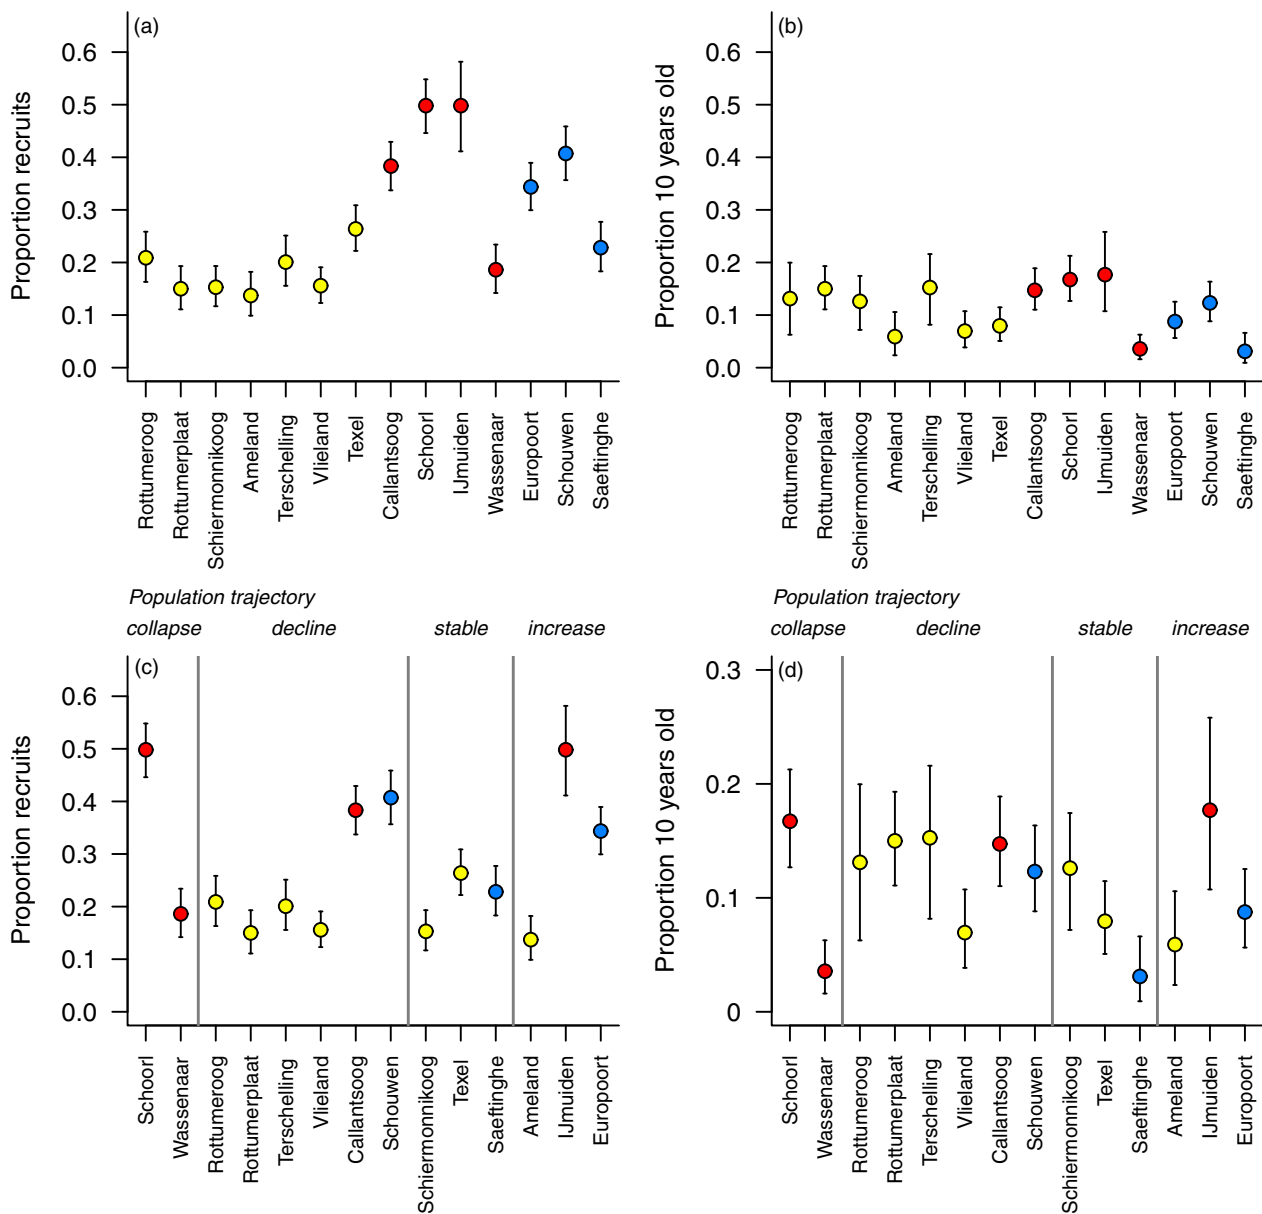 (a)
Proportion recruits
0.6
0.5
0.4
0.3
0.2
0.1
0.0
Rottumeroog
Rottumerplaat
Schiermonnikoog
Ameland
Terschelling
Vlieland
Texel
Callantsoog
Schoorl
IJmuiden
Wassenaar
Europoort
Schouwen
Saeftinghe
(b)
Proportion 10 years old
0.6
0.5
0.4
0.3
0.2
0.1
0.0
Rottumeroog
Rottumerplaat
Schiermonnikoog
Ameland
Terschelling
Vlieland
Texel
Callantsoog
Schoorl
IJmuiden
Wassenaar
Europoort
Schouwen
Saeftinghe
Population trajectory
collapse decline stable increase
(c)
Proportion recruits
0.6
0.5
0.4
0.3
0.2
0.1
0.0
Schoorl
Wassenaar
Rottumeroog
Rottumerplaat
Terschelling
Vlieland
Callantsoog
Schouwen
Schiermonnikoog
Texel
Saeftinghe
Ameland
IJmuiden
Europoort
Population trajectory
collapse decline stable increase
(d)
Proportion 10 years old
0.3
0.2
0.1
0
Schoorl
Wassenaar
Rottumeroog
Rottumerplaat
Terschelling
Vlieland
Callantsoog
Schouwen
Schiermonnikoog
Texel
Saeftinghe
Ameland
IJmuiden
Europoort